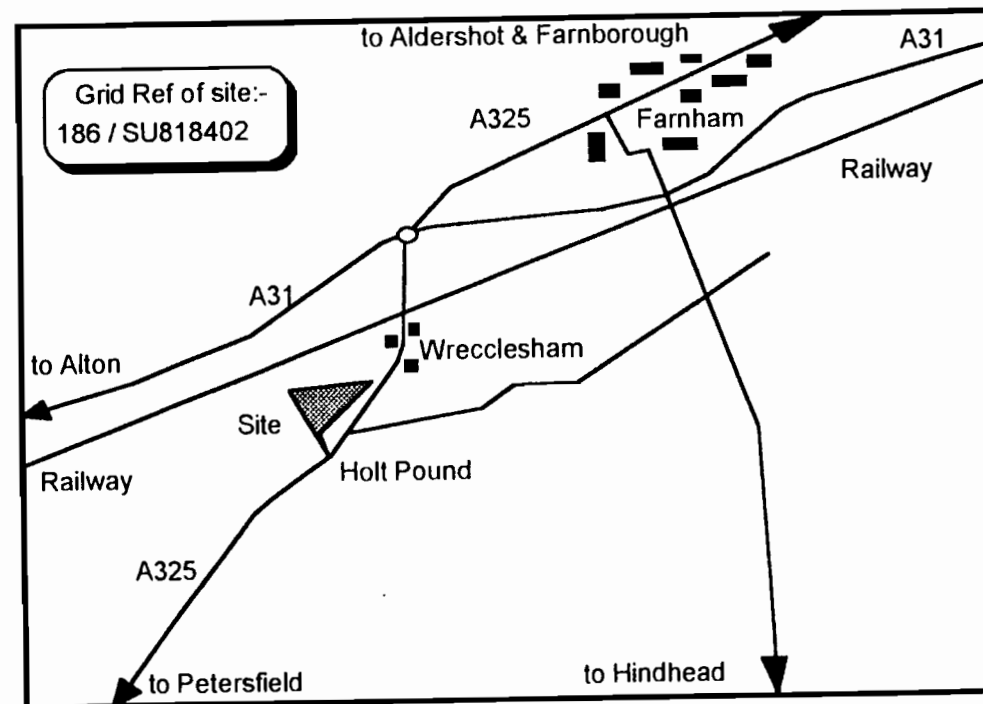 to Aldershot & Farnborough
A31
Grid Ref of site:-
186 / SU818402
A325
Farnham
Railway
A31
to Alton
Wrecclesham
Site
Railway
Holt Pound
A325
to Petersfield
to Hindhead